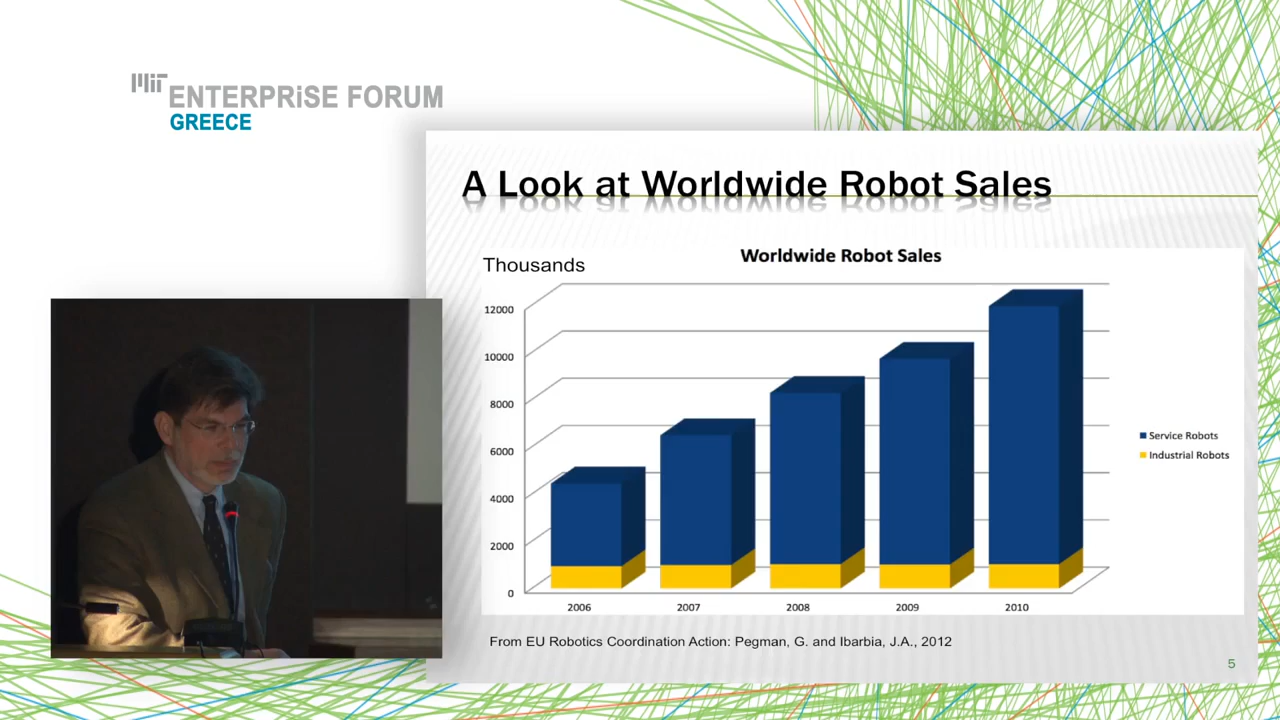 MIT
ENTERPRiSE FORUM
GREECE
A Look at Worldwide Robot Sales
Worldwide Robot Sales
Thousands
12000
10000
8000
6000
4000
2000
0
2006 2007 2008 2009 2010
Service Robots
Industrial Robots
From EU Robotics Coordination Action: Pegman, G. and Ibarbia, J.A., 2012
5